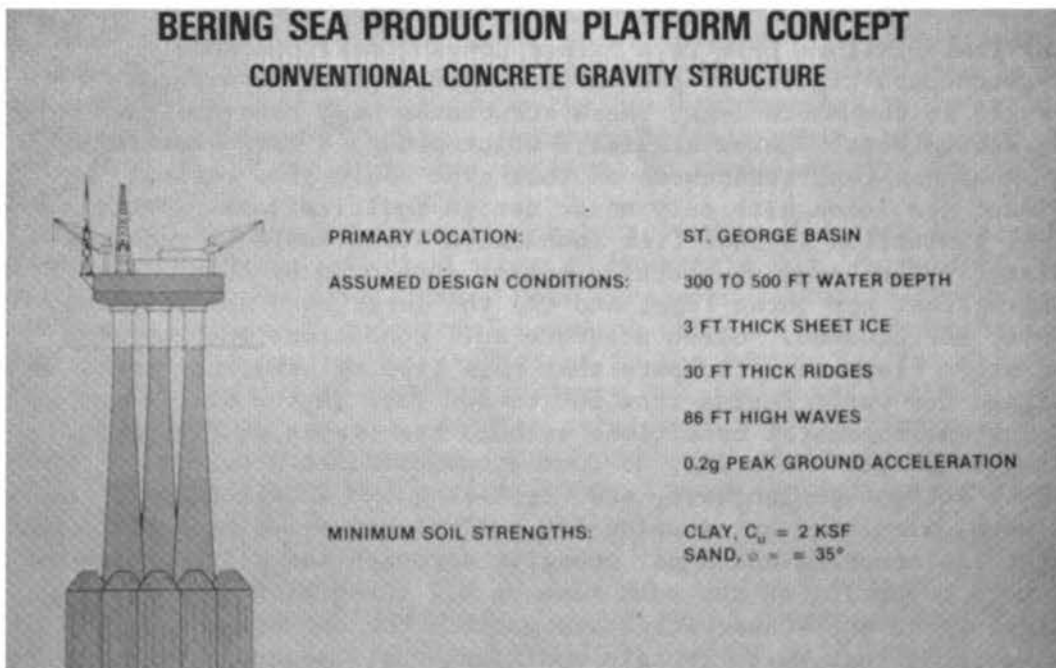 BERING SEA PRODUCTION PLATFORM CONCEPT
CONVENTIONAL CONCRETE GRAVITY STRUCTURE
PRIMARY LOCATION: ST. GEORGE BASIN
ASSUMED DESIGN CONDITIONS: 300 TO 500 FT WATER DEPTH
3 FT THICK SHEET ICE
30 FT THICK RIDGES
86 FT HIGH WAVES
0.2g PEAK GROUND ACCELERATION
MINIMUM SOIL STRENGTHS: CLAY, Cᵤ = 2 KSF
SAND, = 35°